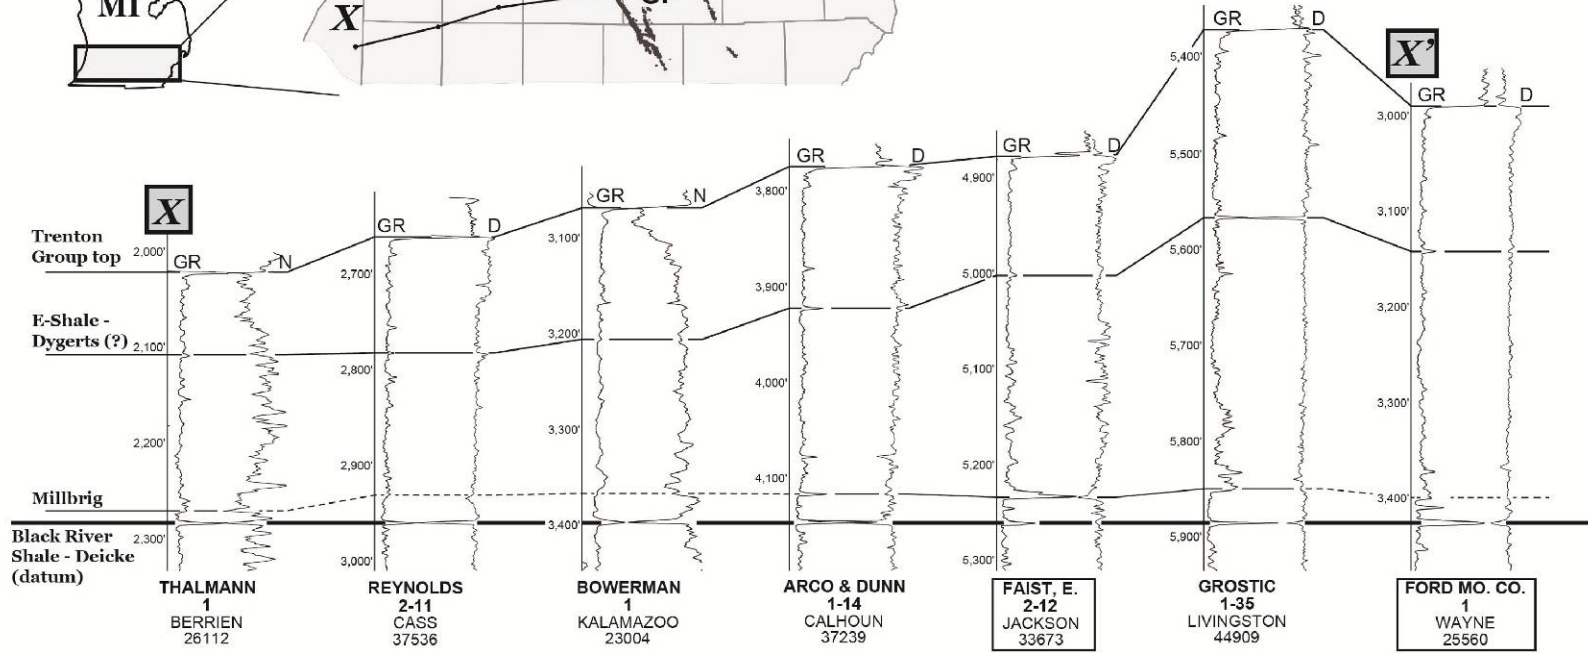 MI
X
X'
GR D
GR D
GR D
GR D
GR N
GR D
GR N
X
Trenton
Group top
E-Shale -
Dygerts (?)
Millbrig
Black River
Shale - Deicke
(datum)
2,000'
2,100'
2,200'
2,300'
2,700'
2,800'
2,900'
3,000'
3,100'
3,200'
3,300'
3,400'
3,800'
3,900'
4,000'
4,100'
4,900'
5,000'
5,100'
5,200'
5,300'
5,400'
5,500'
5,600'
5,700'
5,800'
5,900'
3,000'
3,100'
3,200'
3,300'
3,400'
THALMANN
1
BERRIEN
26112
REYNOLDS
2-11
CASS
37536
BOWERMAN
1
KALAMAZOO
23004
ARCO & DUNN
1-14
CALHOUN
37239
FAIST, E.
2-12
JACKSON
33673
GROSTIC
1-35
LIVINGSTON
44909
FORD MO. CO.
1
WAYNE
25560